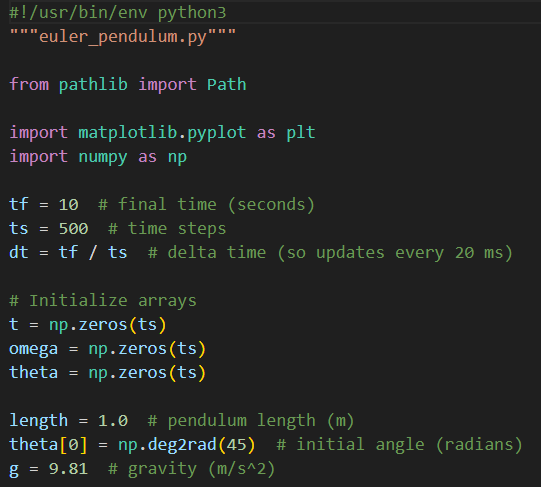 #!/usr/bin/env python3
"""euler_pendulum.py"""
from pathlib import Path
import matplotlib.pyplot as plt
import numpy as np
tf = 10  # final time (seconds)
ts = 500  # time steps
dt = tf / ts  # delta time (so updates every 20 ms)
# Initialize arrays
t = np.zeros(ts)
omega = np.zeros(ts)
theta = np.zeros(ts)
length = 1.0  # pendulum length (m)
theta[0] = np.deg2rad(45)  # initial angle (radians)
g = 9.81  # gravity (m/s^2)